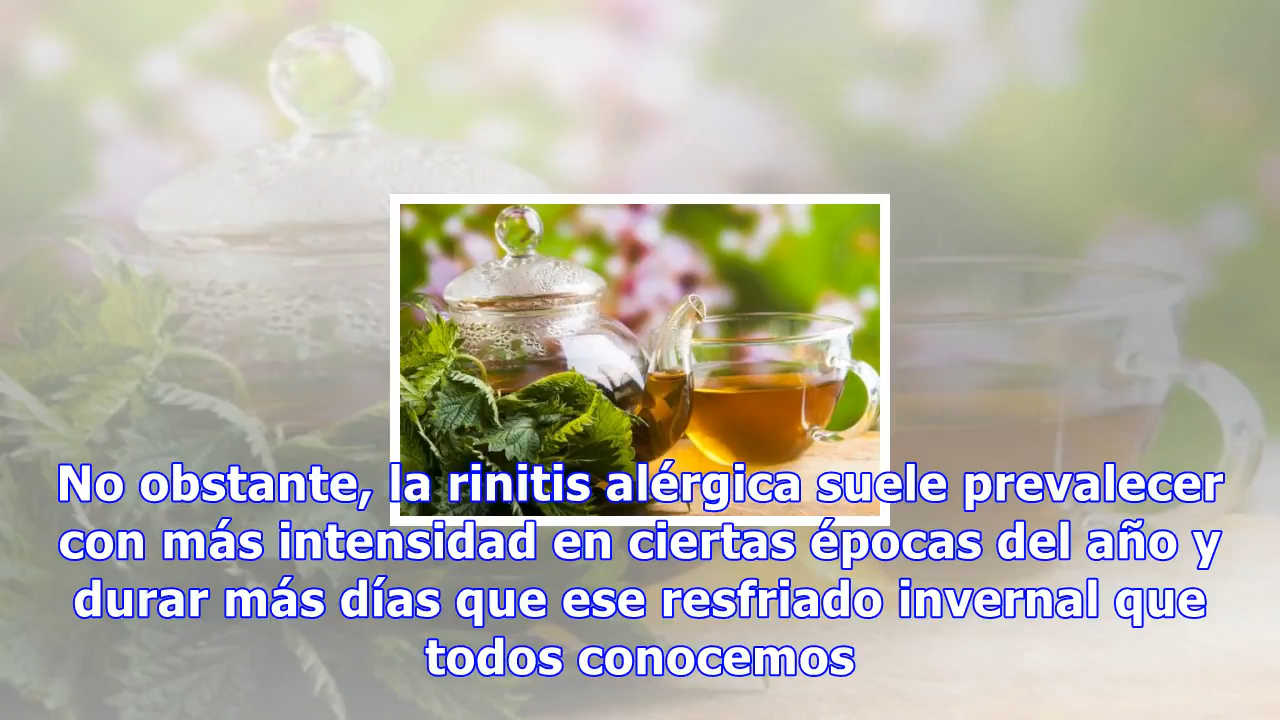 No obstante, la rinitis alérgica suele prevalecer
con más intensidad en ciertas épocas del año y
durar más días que ese resfriado invernal que
todos conocemos